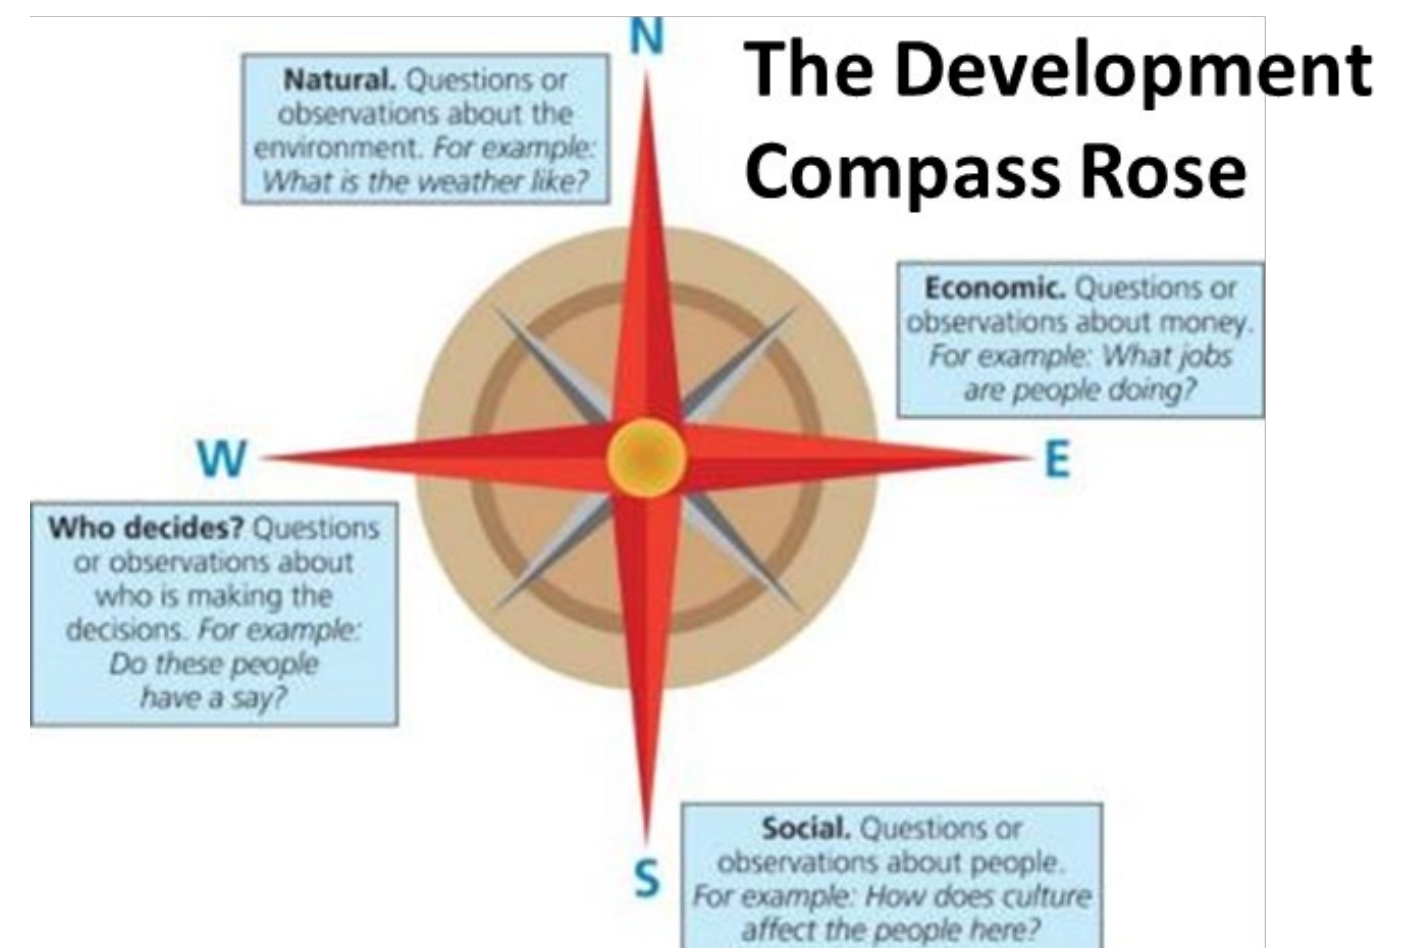 N
The Development
Compass Rose
Natural. Questions or
observations about the
environment. For example:
What is the weather like?
Economic. Questions or
observations about money.
For example: What jobs
are people doing?
W
E
Who decides? Questions
or observations about
who is making the
decisions. For example:
Do these people
have a say?
S
Social. Questions or
observations about people.
For example: How does culture
affect the people here?